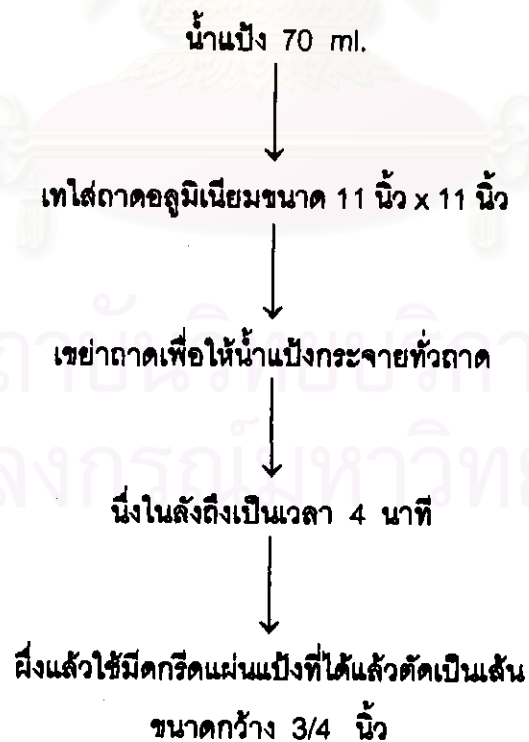 น้ำแป้ง 70 ml.
เทใส่ถาดอลูมิเนียมขนาด 11 นิ้ว x 11 นิ้ว
เขย่าถาดเพื่อให้น้ำแป้งกระจายทั่วถาด
นึ่งในลังถึงเป็นเวลา 4 นาที
ผึ่งแล้วใช้มีดกรีดแผ่นแป้งที่ได้แล้วตัดเป็นเส้น
ขนาดกว้าง 3/4 นิ้ว